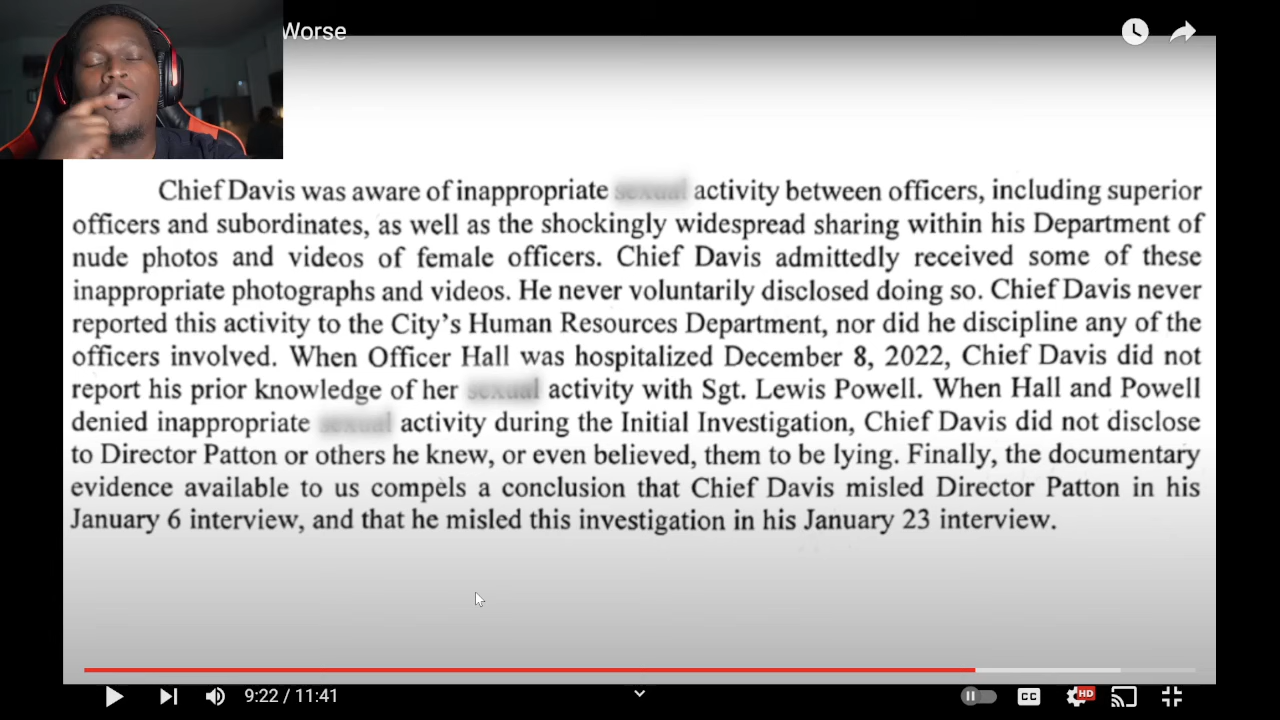 Worse
Chief Davis was aware of inappropriate sexual activity between officers, including superior
officers and subordinates, as well as the shockingly widespread sharing within his Department of
nude photos and videos of female officers. Chief Davis admittedly received some of these
inappropriate photographs and videos. He never voluntarily disclosed doing so. Chief Davis never
reported this activity to the City's Human Resources Department, nor did he discipline any of the
officers involved. When Officer Hall was hospitalized December 8, 2022, Chief Davis did not
report his prior knowledge of her sexual activity with Sgt. Lewis Powell. When Hall and Powell
denied inappropriate sexual activity during the Initial Investigation, Chief Davis did not disclose
to Director Patton or others he knew, or even believed, them to be lying. Finally, the documentary
evidence available to us compels a conclusion that Chief Davis misled Director Patton in his
January 6 interview, and that he misled this investigation in his January 23 interview.
9:22 / 11:41
CC
HD